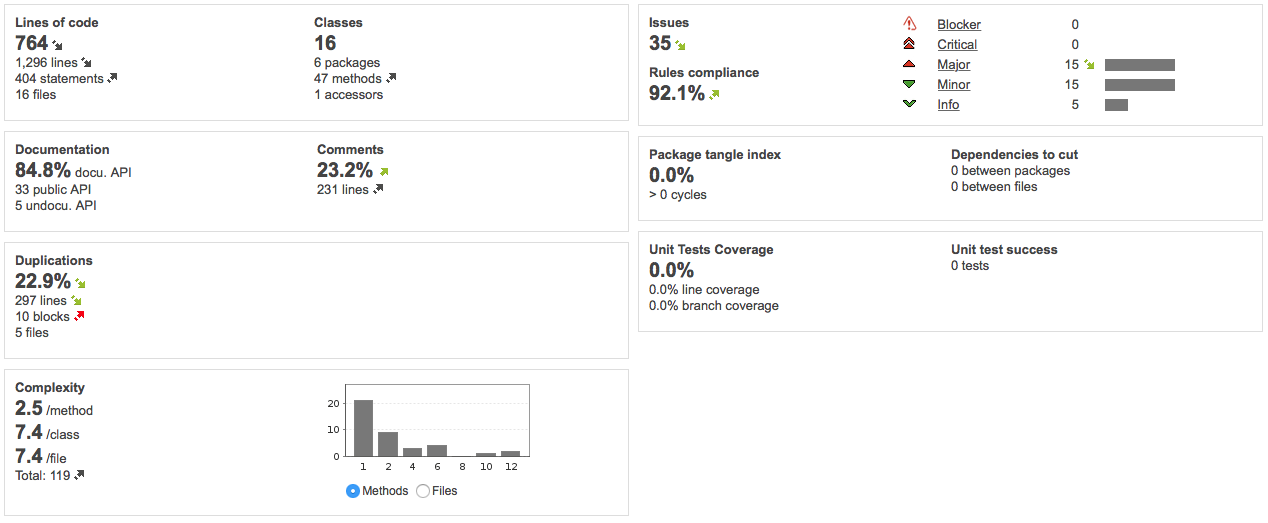 Lines of code
764
1,296 lines
404 statements
16 files
Classes
16
6 packages
47 methods
1 accessors
Documentation
84.8% docu. API
33 public API
5 undocu. API
Comments
23.2%
231 lines
Duplications
22.9%
297 lines
10 blocks
5 files
Complexity
2.5 /method
7.4 /class
7.4 /file
Total: 119
20
10
0
1 2 4 6 8 10 12
Methods Files
Issues
35
Rules compliance
92.1%
Blocker 0
Critical 0
Major 15
Minor 15
Info 5
Package tangle index
0.0%
> 0 cycles
Dependencies to cut
0 between packages
0 between files
Unit Tests Coverage
0.0%
0.0% line coverage
0.0% branch coverage
Unit test success
0 tests